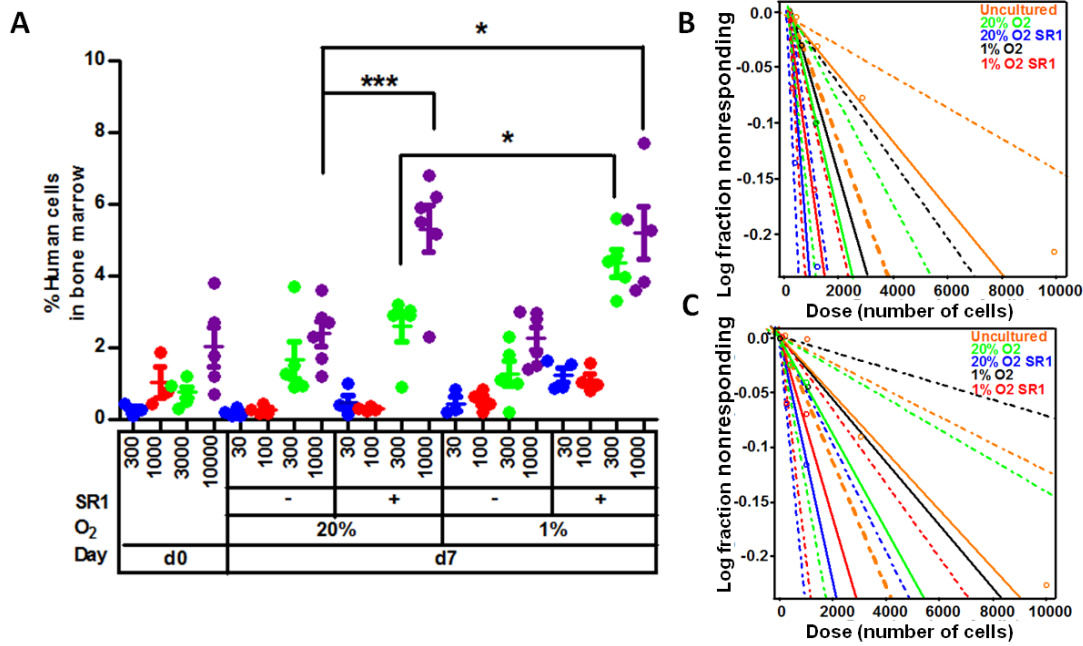 A
*
***
*
% Human cells
in bone marrow
10
8
6
4
2
0
300 1000 3000 10000 30 100 300 1000 30 100 300 1000 30 100 300 1000 30 100 300 1000
SR1 - + - +
O2 20% 1%
Day d0 d7
B
Uncultured
20% O2
20% O2 SR1
1% O2
1% O2 SR1
Log fraction nonresponding
0.0
-0.05
-0.1
-0.15
-0.2
0 2000 4000 6000 8000 10000
Dose (number of cells)
C
Uncultured
20% O2
20% O2 SR1
1% O2
1% O2 SR1
Log fraction nonresponding
0.0
-0.05
-0.1
-0.15
-0.2
0 2000 4000 6000 8000 10000
Dose (number of cells)